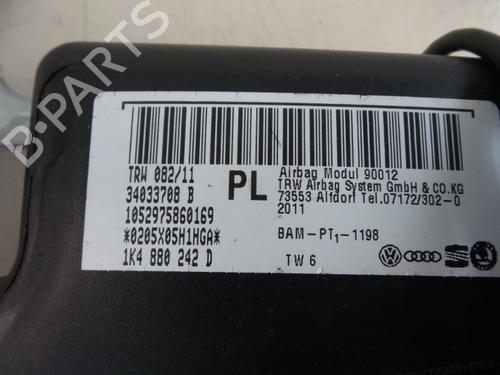 B-PARTS
TRW 082/11
34033708 B
1052975860169
*0205X05H1HGA*
1K4 880 242 D
PL
Airbag Modul 90012
TRW Airbag System GmbH & CO.KG
73553 Alfdorf Tel.07172/302-0
2011
BAM-PT₁-1198
TW 6